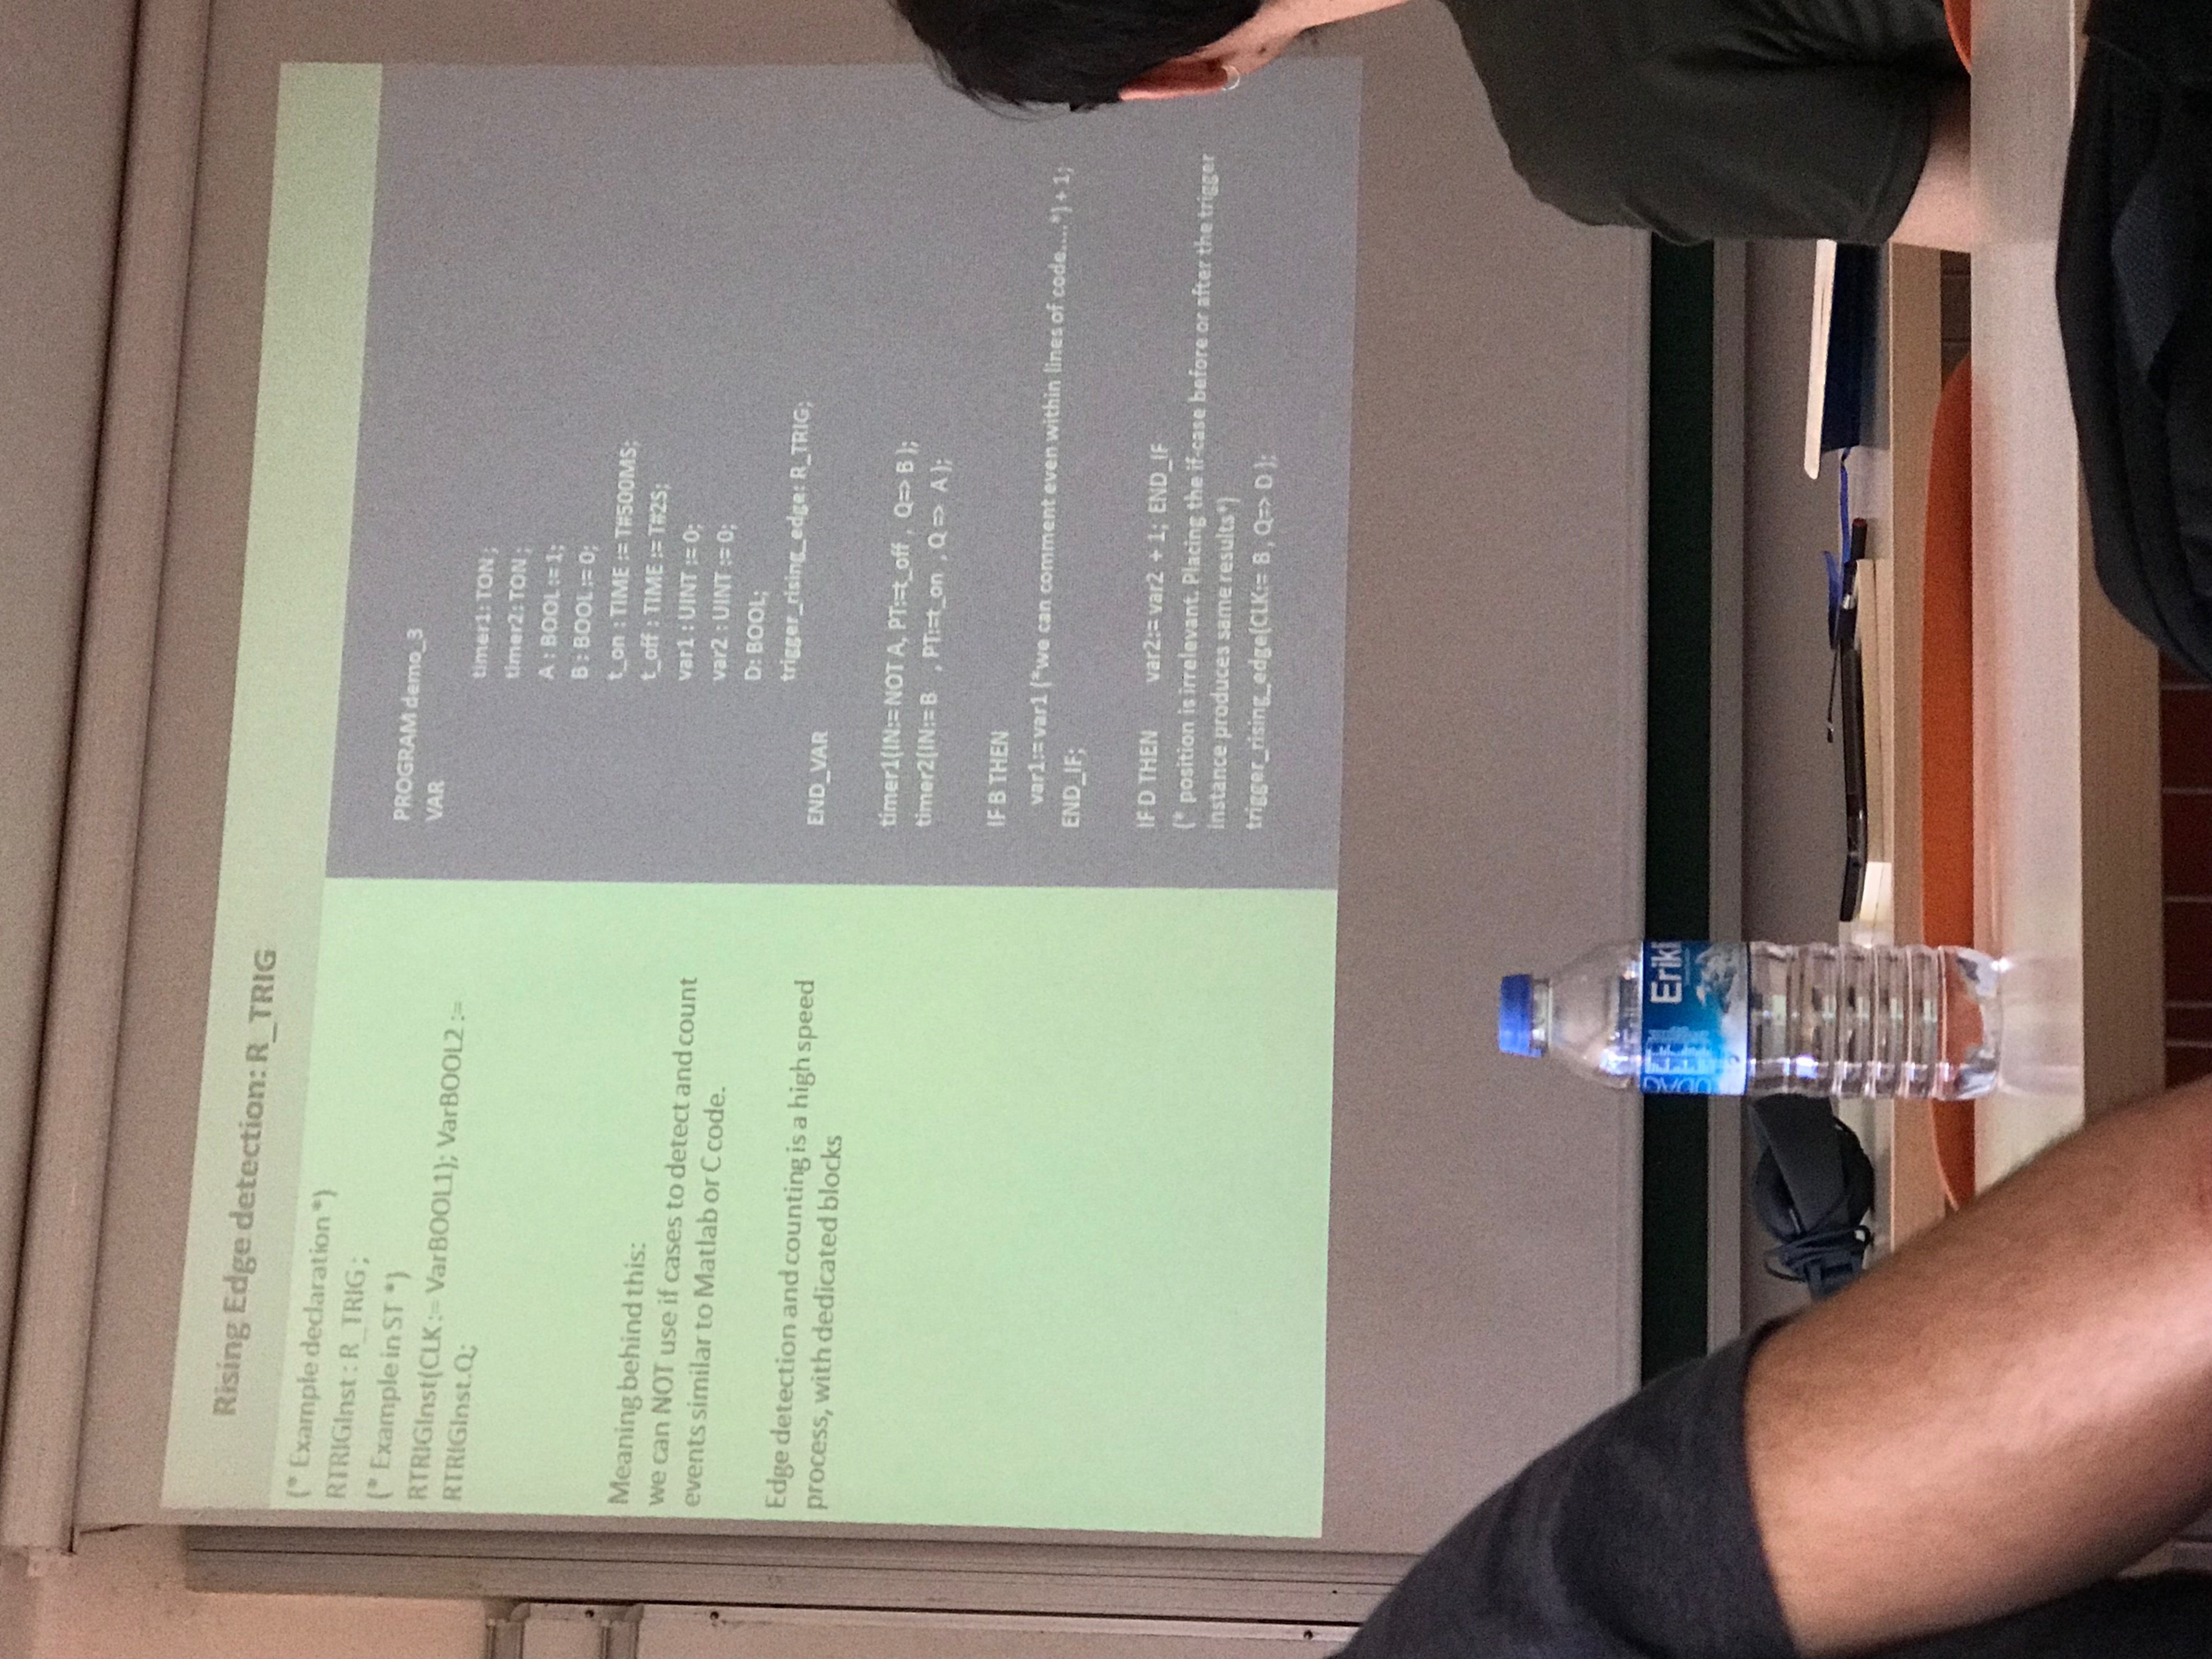 Rising Edge detection: R_TRIG
(* Example declaration *)
RTRIGInst : R_TRIG ;
(* Example in ST *)
RTRIGInst(CLK := VarBOOL1); VarBOOL2 :=
RTRIGInst.Q;
Meaning behind this:
we can NOT use if cases to detect and count
events similar to Matlab or C code.
Edge detection and counting is a high speed
process, with dedicated blocks
PROGRAM demo_3
VAR
timer1: TON ;
timer2: TON ;
A : BOOL := 1;
B : BOOL := 0;
t_on : TIME := T#500MS;
t_off : TIME := T#2S;
var1 : UINT := 0;
var2 : UINT := 0;
D: BOOL;
trigger_rising_edge: R_TRIG;
END_VAR
timer1(IN:= NOT A, PT:=t_off , Q=> B );
timer2(IN:= B , PT:=t_on , Q => A );
IF B THEN
var1:= var1 (*we can comment even within lines of code....*) + 1;
END_IF;
IF D THEN var2:= var2 + 1; END_IF
(* position is irrelevant. Placing the if-case before or after the trigger
instance produces same results*)
trigger_rising_edge(CLK:= B , Q=> D );
Erikli